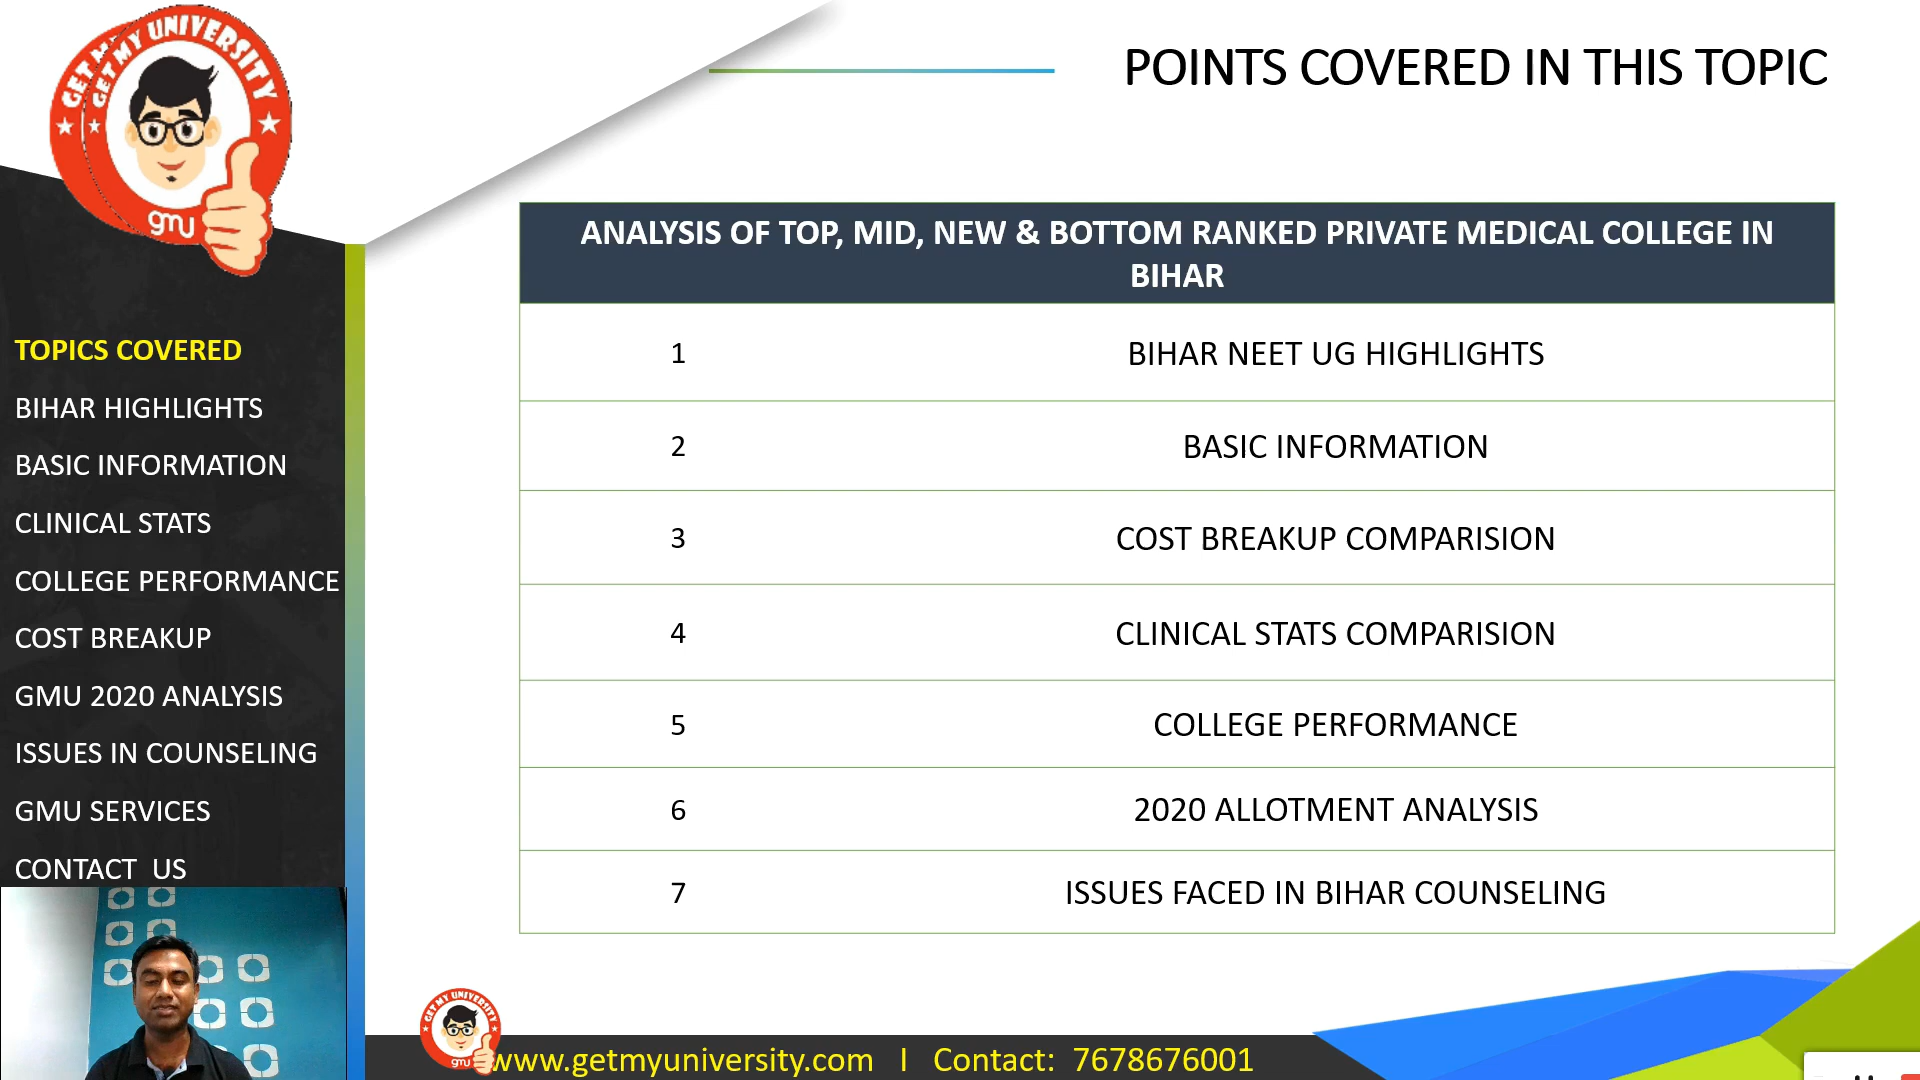 GET MY UNIVERSITY
gmu
POINTS COVERED IN THIS TOPIC
TOPICS COVERED
BIHAR HIGHLIGHTS
BASIC INFORMATION
CLINICAL STATS
COLLEGE PERFORMANCE
COST BREAKUP
GMU 2020 ANALYSIS
ISSUES IN COUNSELING
GMU SERVICES
CONTACT US
ANALYSIS OF TOP, MID, NEW & BOTTOM RANKED PRIVATE MEDICAL COLLEGE IN
BIHAR
1 BIHAR NEET UG HIGHLIGHTS
2 BASIC INFORMATION
3 COST BREAKUP COMPARISION
4 CLINICAL STATS COMPARISION
5 COLLEGE PERFORMANCE
6 2020 ALLOTMENT ANALYSIS
7 ISSUES FACED IN BIHAR COUNSELING
GET MY UNIVERSITY
gmu
www.getmyuniversity.com I Contact: 7678676001